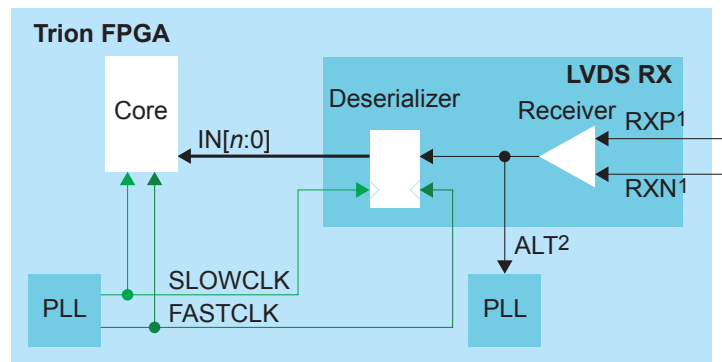 Trion FPGA
LVDS RX
Core
Deserializer
Receiver
RXP1
IN[n:0]
RXN1
ALT2
SLOWCLK
PLL
FASTCLK
PLL